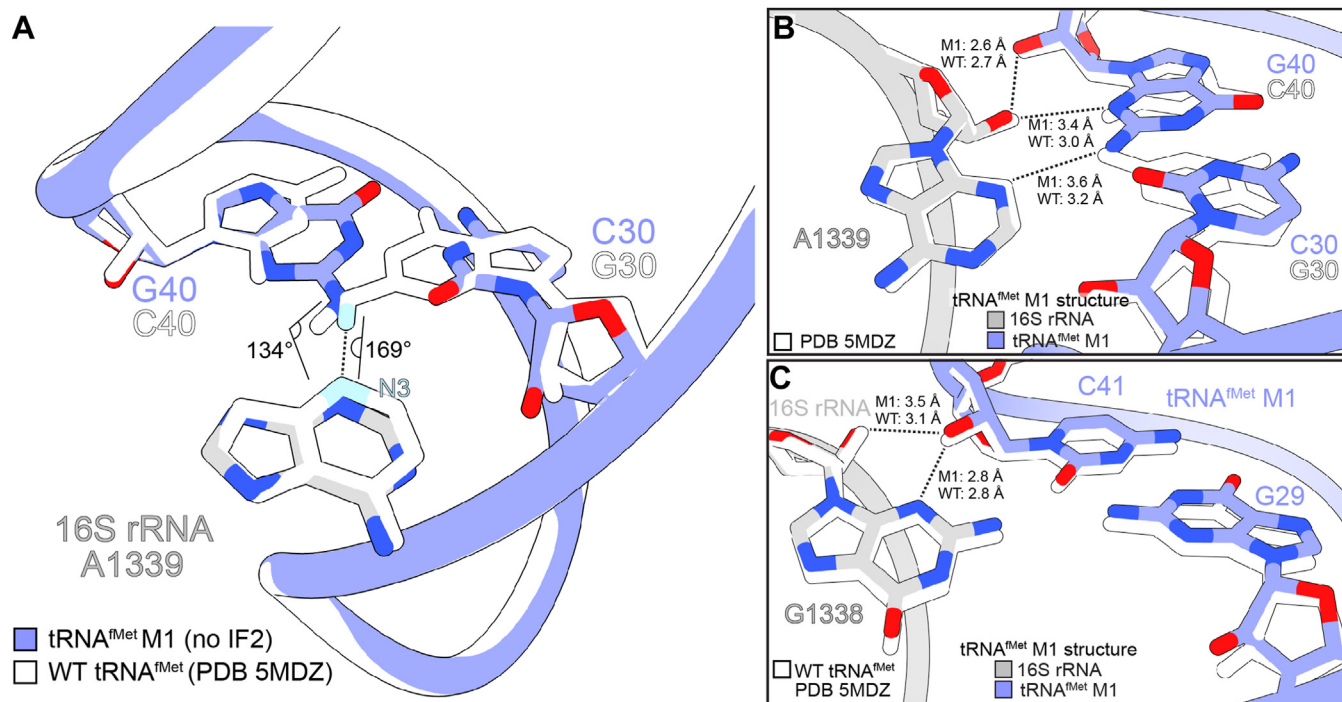 A
G40
C40
C30
G30
134°
169°
N3
16S rRNA
A1339
tRNAᶠᴹᵉᵗ M1 (no IF2)
WT tRNAᶠᴹᵉᵗ (PDB 5MDZ)
B
M1: 2.6 Å
WT: 2.7 Å
G40
C40
M1: 3.4 Å
WT: 3.0 Å
M1: 3.6 Å
WT: 3.2 Å
A1339
C30
G30
tRNAᶠᴹᵉᵗ M1 structure
16S rRNA
tRNAᶠᴹᵉᵗ M1
PDB 5MDZ
C
16S rRNA
M1: 3.5 Å
WT: 3.1 Å
C41
tRNAᶠᴹᵉᵗ M1
M1: 2.8 Å
WT: 2.8 Å
G29
G1338
tRNAᶠᴹᵉᵗ M1 structure
16S rRNA
tRNAᶠᴹᵉᵗ M1
WT tRNAᶠᴹᵉᵗ
PDB 5MDZ